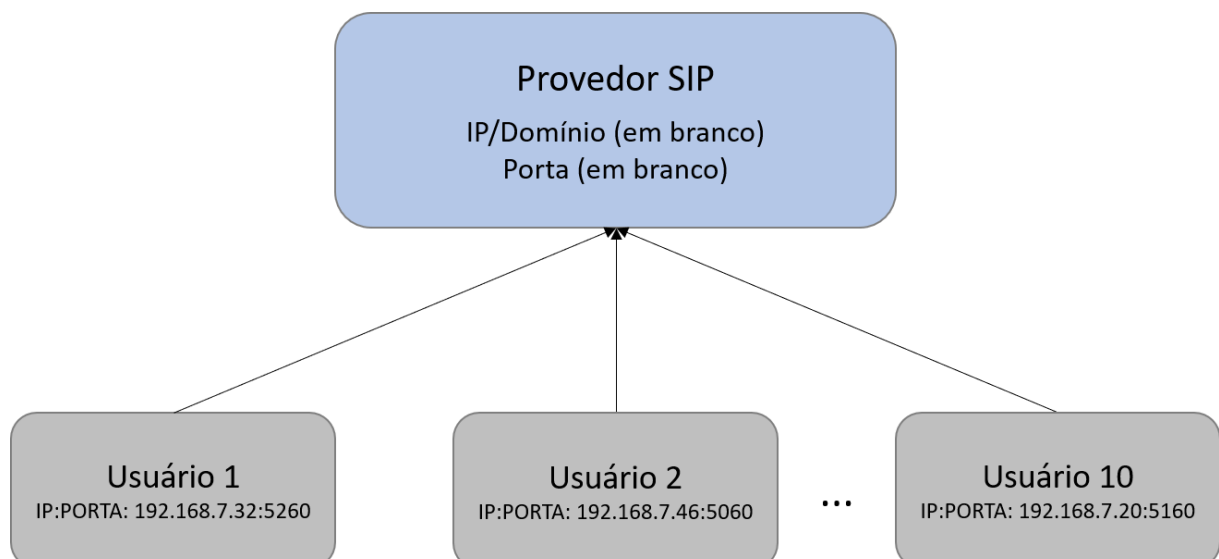 Provedor SIP
IP/Domínio (em branco)
Porta (em branco)
Usuário 1
IP:PORTA: 192.168.7.32:5260
Usuário 2
IP:PORTA: 192.168.7.46:5060
...
Usuário 10
IP:PORTA: 192.168.7.20:5160